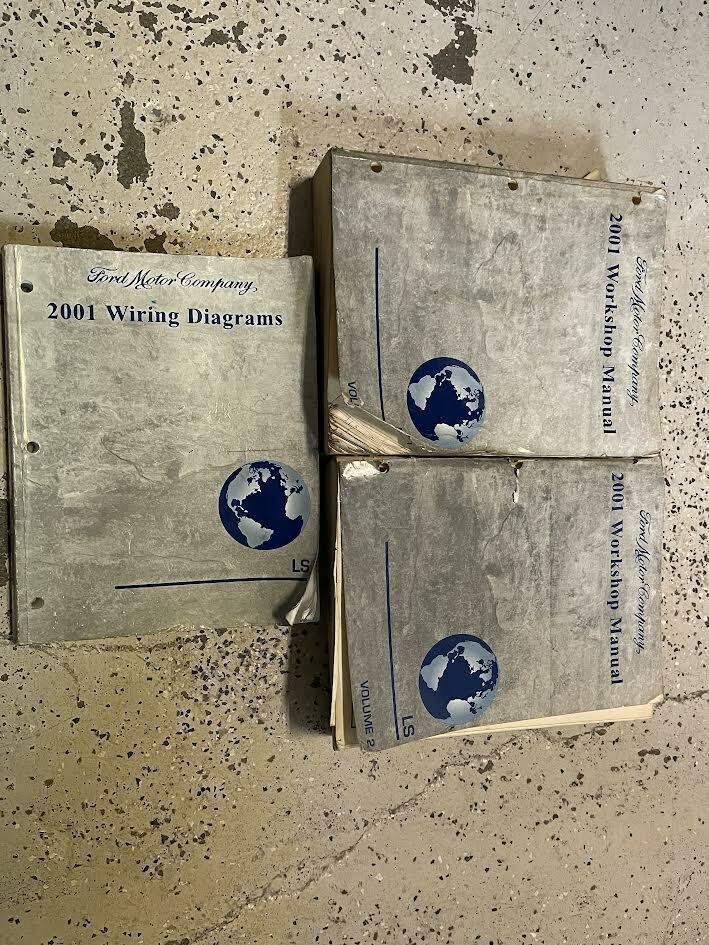 Ford Motor Company
2001 Wiring Diagrams
LS
Ford Motor Company
2001 Workshop Manual
Ford Motor Company
2001 Workshop Manual
LS
VOLUME 2